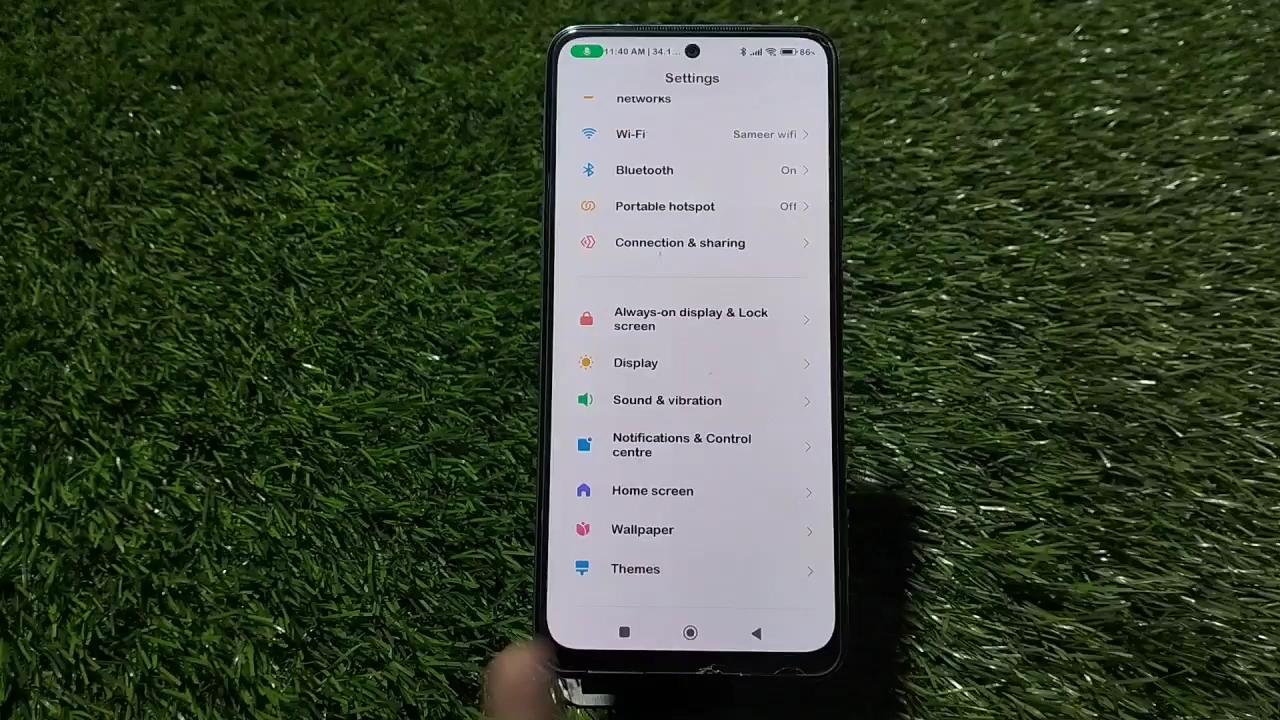 11:40 AM | 34.1... 86%
Settings
networks
Wi-Fi Sameer wifi
Bluetooth On
Portable hotspot Off
Connection & sharing
Always-on display & Lock
screen
Display
Sound & vibration
Notifications & Control
centre
Home screen
Wallpaper
Themes